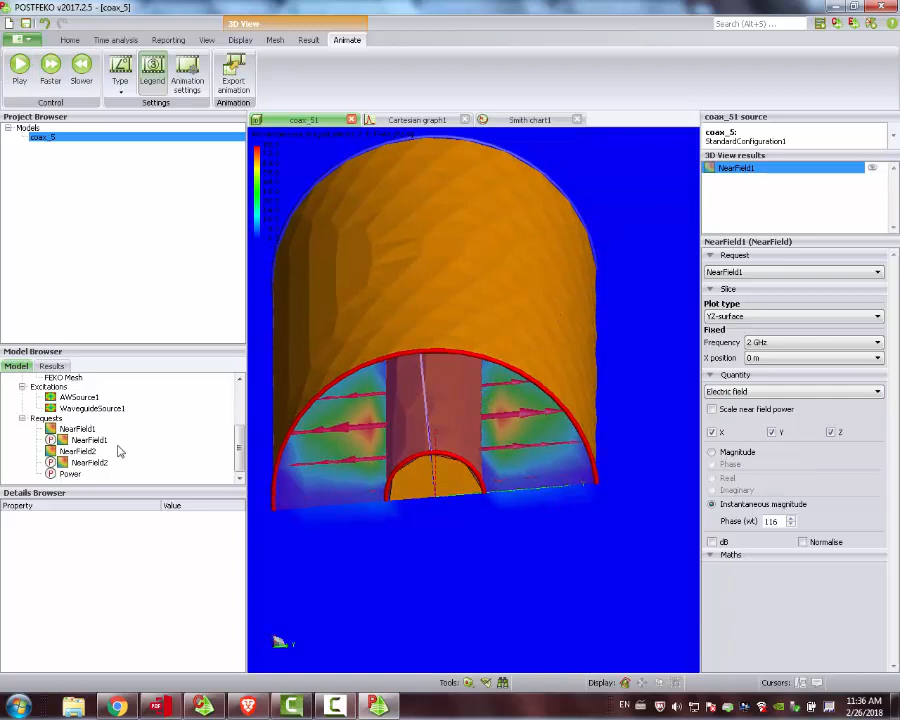 POSTFEKO v2017.2.5 - [coax_5]
3D View
Home Time analysis Reporting View Display Mesh Result Animate
Search (Alt+S) . . .
Play Faster Slower Type Legend Animation settings Export animation
Control Settings Animation
Project Browser
Models
coax_5
coax_51 Cartesian graph1 Smith chart1
Model Browser
Model Results
FEKO Mesh
Excitations
AWSource1
WaveguideSource1
Requests
NearField1
P NearField1
NearField2
P NearField2
P Power
Details Browser
Property Value
coax_51 source
coax_5:
StandardConfiguration1
3D View results
NearField1
NearField1 (NearField)
Request
NearField1
Slice
Plot type
YZ-surface
Fixed
Frequency 2 GHz
X position 0 m
Quantity
Electric field
Scale near field power
X Y Z
Magnitude
Phase
Real
Imaginary
Instantaneous magnitude
Phase (wt) 116
dB Normalise
Maths
Y
Tools: Display: Cursors:
EN
11:36 AM
2/26/2018